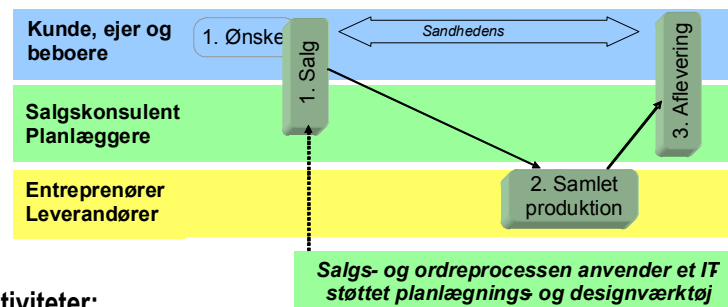 Kunde, ejer og
beboere
1. Ønske
1. Salg
Sandhedens
3. Aflevering
Salgskonsulent
Planlæggere
Entreprenører
Leverandører
2. Samlet
produktion
Salgs- og ordreprocessen anvender et IT-
støttet planlægnings- og designværktøj
tiviteter: